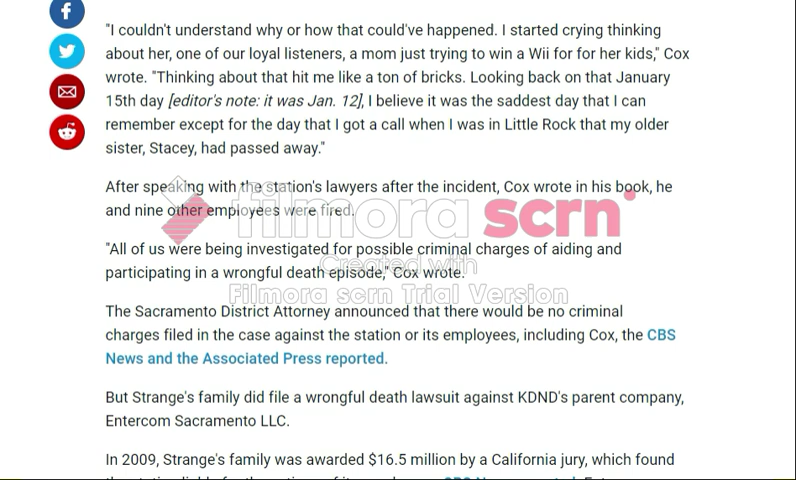 "I couldn't understand why or how that could've happened. I started crying thinking
about her, one of our loyal listeners, a mom just trying to win a Wii for for her kids," Cox
wrote. "Thinking about that hit me like a ton of bricks. Looking back on that January
15th day [editor's note: it was Jan. 12], I believe it was the saddest day that I can
remember except for the day that I got a call when I was in Little Rock that my older
sister, Stacey, had passed away."
After speaking with the station's lawyers after the incident, Cox wrote in his book, he
and nine other employees were fired.
filmora scrn
"All of us were being investigated for possible criminal charges of aiding and
participating in a wrongful death episode," Cox wrote.
Created with
Filmora scrn Trial Version
The Sacramento District Attorney announced that there would be no criminal
charges filed in the case against the station or its employees, including Cox, the CBS
News and the Associated Press reported.
But Strange's family did file a wrongful death lawsuit against KDND's parent company,
Entercom Sacramento LLC.
In 2009, Strange's family was awarded $16.5 million by a California jury, which found